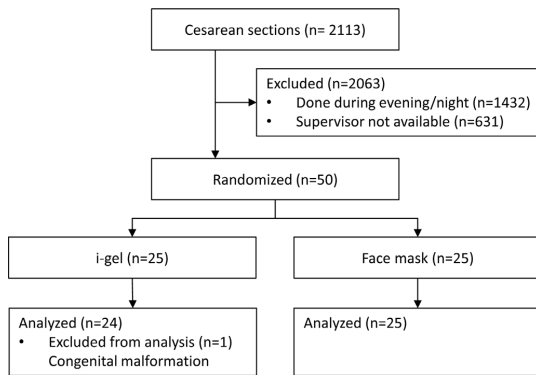 Cesarean sections (n= 2113)
Excluded (n=2063)
• Done during evening/night (n=1432)
• Supervisor not available (n=631)
Randomized (n=50)
i-gel (n=25)
Face mask (n=25)
Analyzed (n=24)
• Excluded from analysis (n=1)
Congenital malformation
Analyzed (n=25)